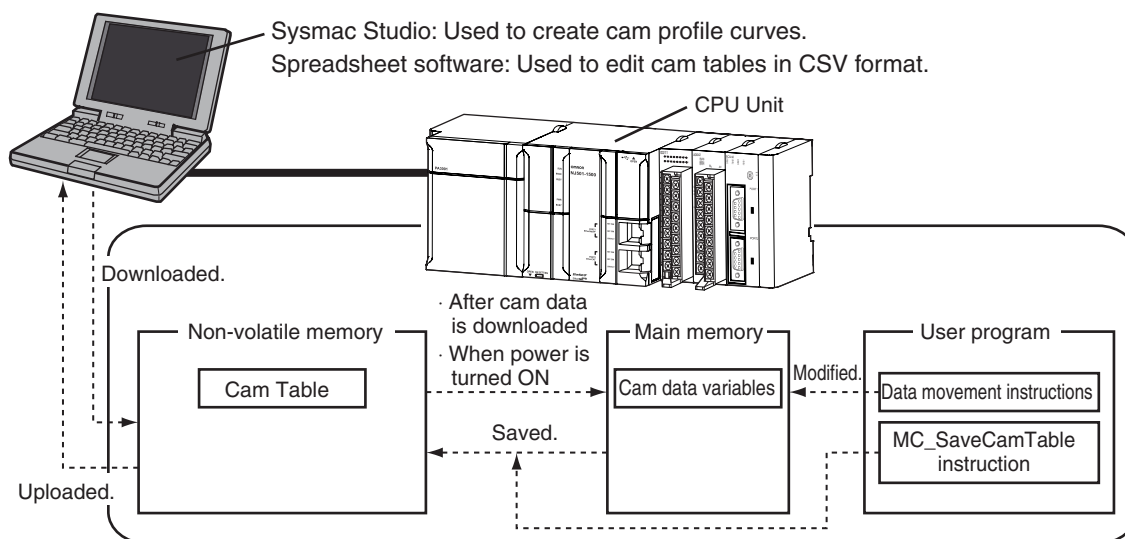 Sysmac Studio: Used to create cam profile curves.
Spreadsheet software: Used to edit cam tables in CSV format.
CPU Unit
NJ501-1500
Downloaded.
· After cam data
is downloaded
· When power is
turned ON
Non-volatile memory
Main memory
User program
Cam Table
Cam data variables
Modified.
Data movement instructions
Saved.
MC_SaveCamTable
instruction
Uploaded.